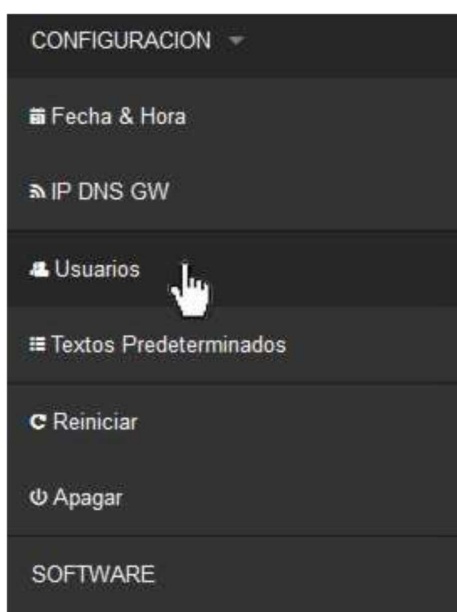 CONFIGURACION
Fecha & Hora
IP DNS GW
Usuarios
Textos Predeterminados
Reiniciar
Apagar
SOFTWARE